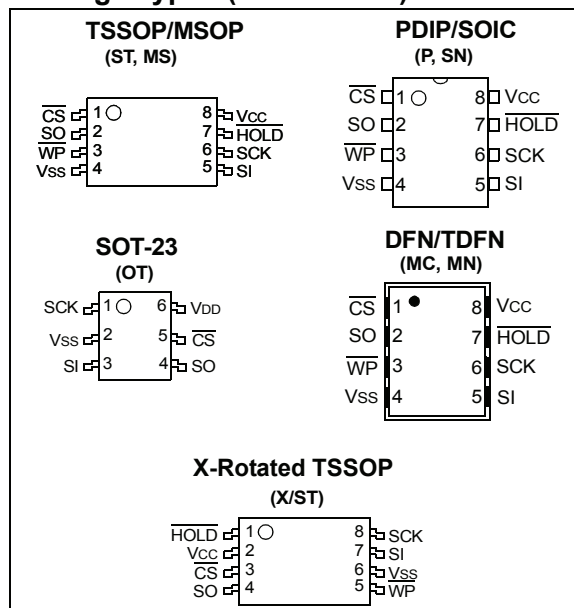 TSSOP/MSOP
(ST, MS)
CS 1 8 VCC
SO 2 7 HOLD
WP 3 6 SCK
VSS 4 5 SI
PDIP/SOIC
(P, SN)
CS 1 8 VCC
SO 2 7 HOLD
WP 3 6 SCK
VSS 4 5 SI
SOT-23
(OT)
SCK 1 6 VDD
VSS 2 5 CS
SI 3 4 SO
DFN/TDFN
(MC, MN)
CS 1 8 VCC
SO 2 7 HOLD
WP 3 6 SCK
VSS 4 5 SI
X-Rotated TSSOP
(X/ST)
HOLD 1 8 SCK
VCC 2 7 SI
CS 3 6 VSS
SO 4 5 WP